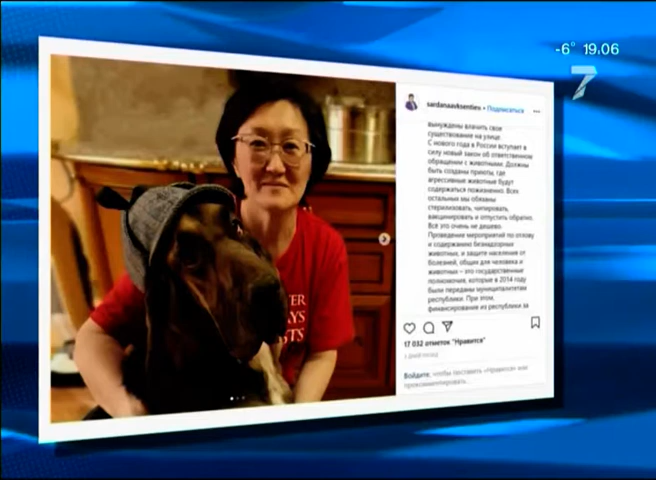 -6° 19.06
7
sardanaavksentiev • Подписаться
вынуждены влачить свое
существование на улице.
С нового года в России вступает в
силу новый закон об ответственном
обращении с животными. Должны
быть созданы приюты, где
агрессивные животные будут
содержаться пожизненно. Всех
остальных мы обязаны
стерилизовать, чипировать,
вакцинировать и отпустить обратно.
Всё это очень не дешево.
Проведение мероприятий по отлову
и содержанию безнадзорных
животных, и защите населения от
болезней, общих для человека и
животных – это государственные
полномочия, которые в 2014 году
были переданы муниципалитетам
республики. При этом,
финансирование из республики за
17 032 отметок "Нравится"
Войдите, чтобы поставить «Нравится» или
прокомментировать.